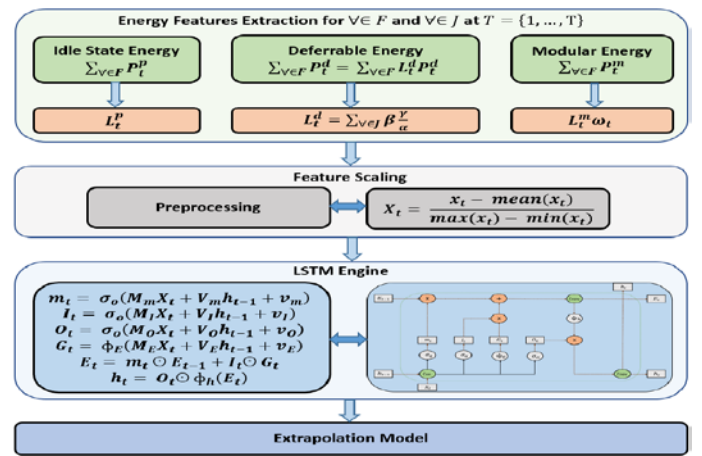 Energy Features Extraction for ∀∈ F and ∀∈ J at T = {1, ..., T}
Idle State Energy
∑∀∈F P_t^p
Deferrable Energy
∑∀∈F P_t^d = ∑∀∈F L_t^d P_t^d
Modular Energy
∑∀∈F P_t^m
L_t^p
L_t^d = ∑∀∈J β γ/α
L_t^m ω_t
Feature Scaling
Preprocessing
X_t = (x_t − mean(x_t)) / (max(x_t) − min(x_t))
LSTM Engine
m_t = σ_o(M_m X_t + V_m h_{t−1} + v_m)
I_t = σ_o(M_I X_t + V_I h_{t−1} + v_I)
O_t = σ_o(M_O X_t + V_O h_{t−1} + v_O)
G_t = ϕ_E(M_E X_t + V_E h_{t−1} + v_E)
E_t = m_t ⊙ E_{t−1} + I_t ⊙ G_t
h_t = O_t ⊙ ϕ_h(E_t)
Extrapolation Model